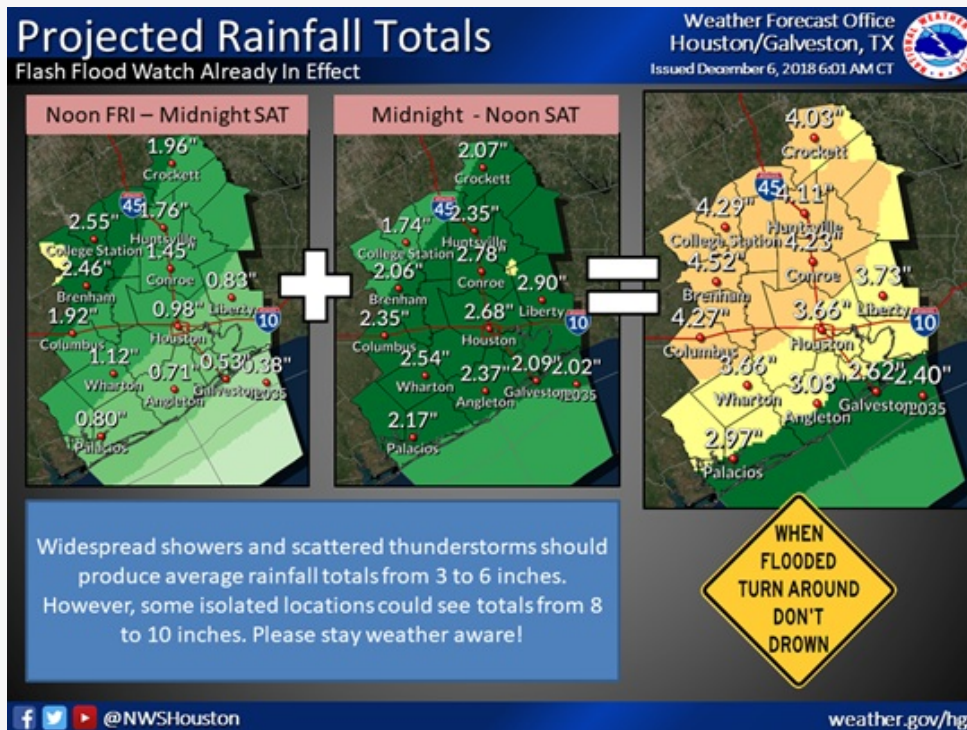 Projected Rainfall Totals
Flash Flood Watch Already In Effect
Weather Forecast Office
Houston/Galveston, TX
Issued December 6, 2018 6:01 AM CT
Noon FRI – Midnight SAT
1.96"
Crockett
45
2.55"
1.76"
College Station
Huntsville
2.46"
1.45"
Brenham
Conroe
0.83"
1.92"
0.98"
Liberty
10
Columbus
Houston
1.12"
0.71"
0.53"
0.38"
Wharton
Angleton
Galveston
0.80"
Palacios
Midnight - Noon SAT
2.07"
Crockett
45
1.74"
2.35"
College Station
Huntsville
2.06"
2.78"
Brenham
Conroe
2.90"
2.35"
2.68"
Liberty
10
Columbus
Houston
2.54"
2.37"
2.09"
2.02"
Wharton
Angleton
Galveston
2035
2.17"
Palacios
4.03"
Crockett
45
4.29"
4.11"
College Station
Huntsville
4.52"
4.23"
Brenham
Conroe
3.73"
4.27"
3.66"
Liberty
10
Columbus
Houston
3.66"
3.08"
2.62"
2.40"
Wharton
Angleton
Galveston
2035
2.97"
Palacios
Widespread showers and scattered thunderstorms should
produce average rainfall totals from 3 to 6 inches.
However, some isolated locations could see totals from 8
to 10 inches. Please stay weather aware!
WHEN
FLOODED
TURN AROUND
DON'T
DROWN
@NWSHouston
weather.gov/hg